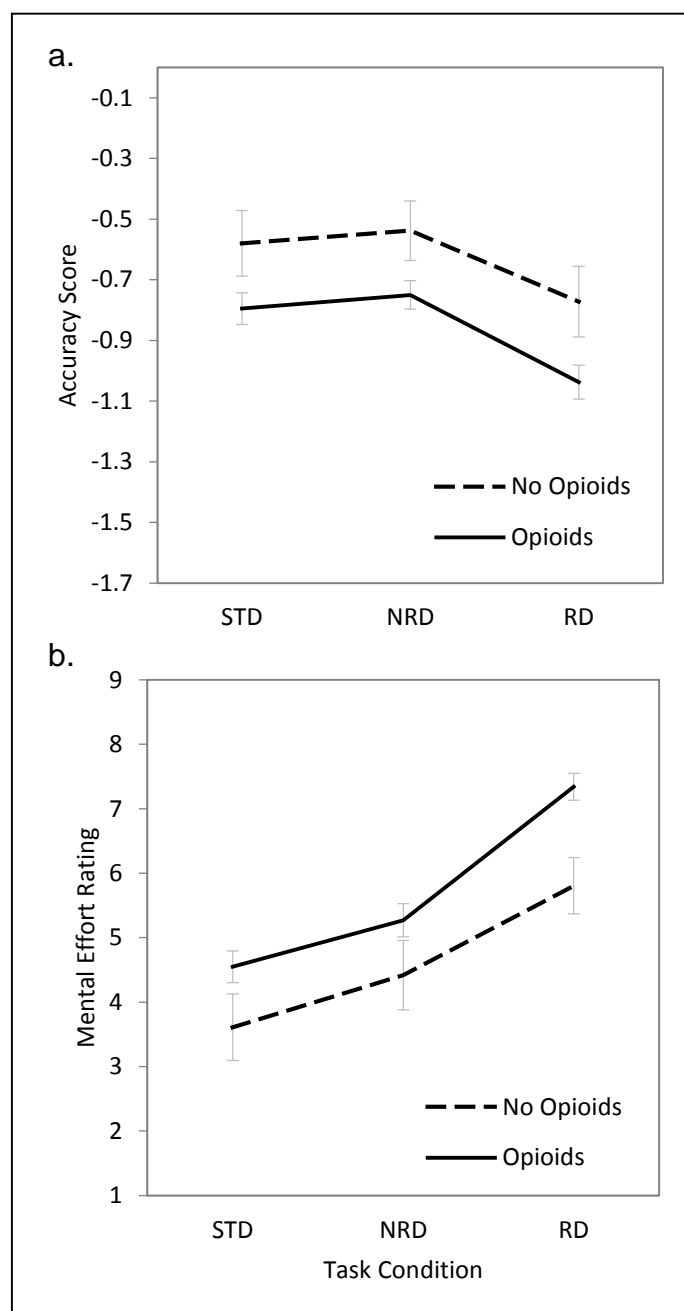 a.
-0.1
-0.3
-0.5
-0.7
-0.9
-1.1
-1.3
-1.5
-1.7
Accuracy Score
No Opioids
Opioids
STD NRD RD
b.
9
8
7
6
5
4
3
2
1
Mental Effort Rating
No Opioids
Opioids
STD NRD RD
Task Condition